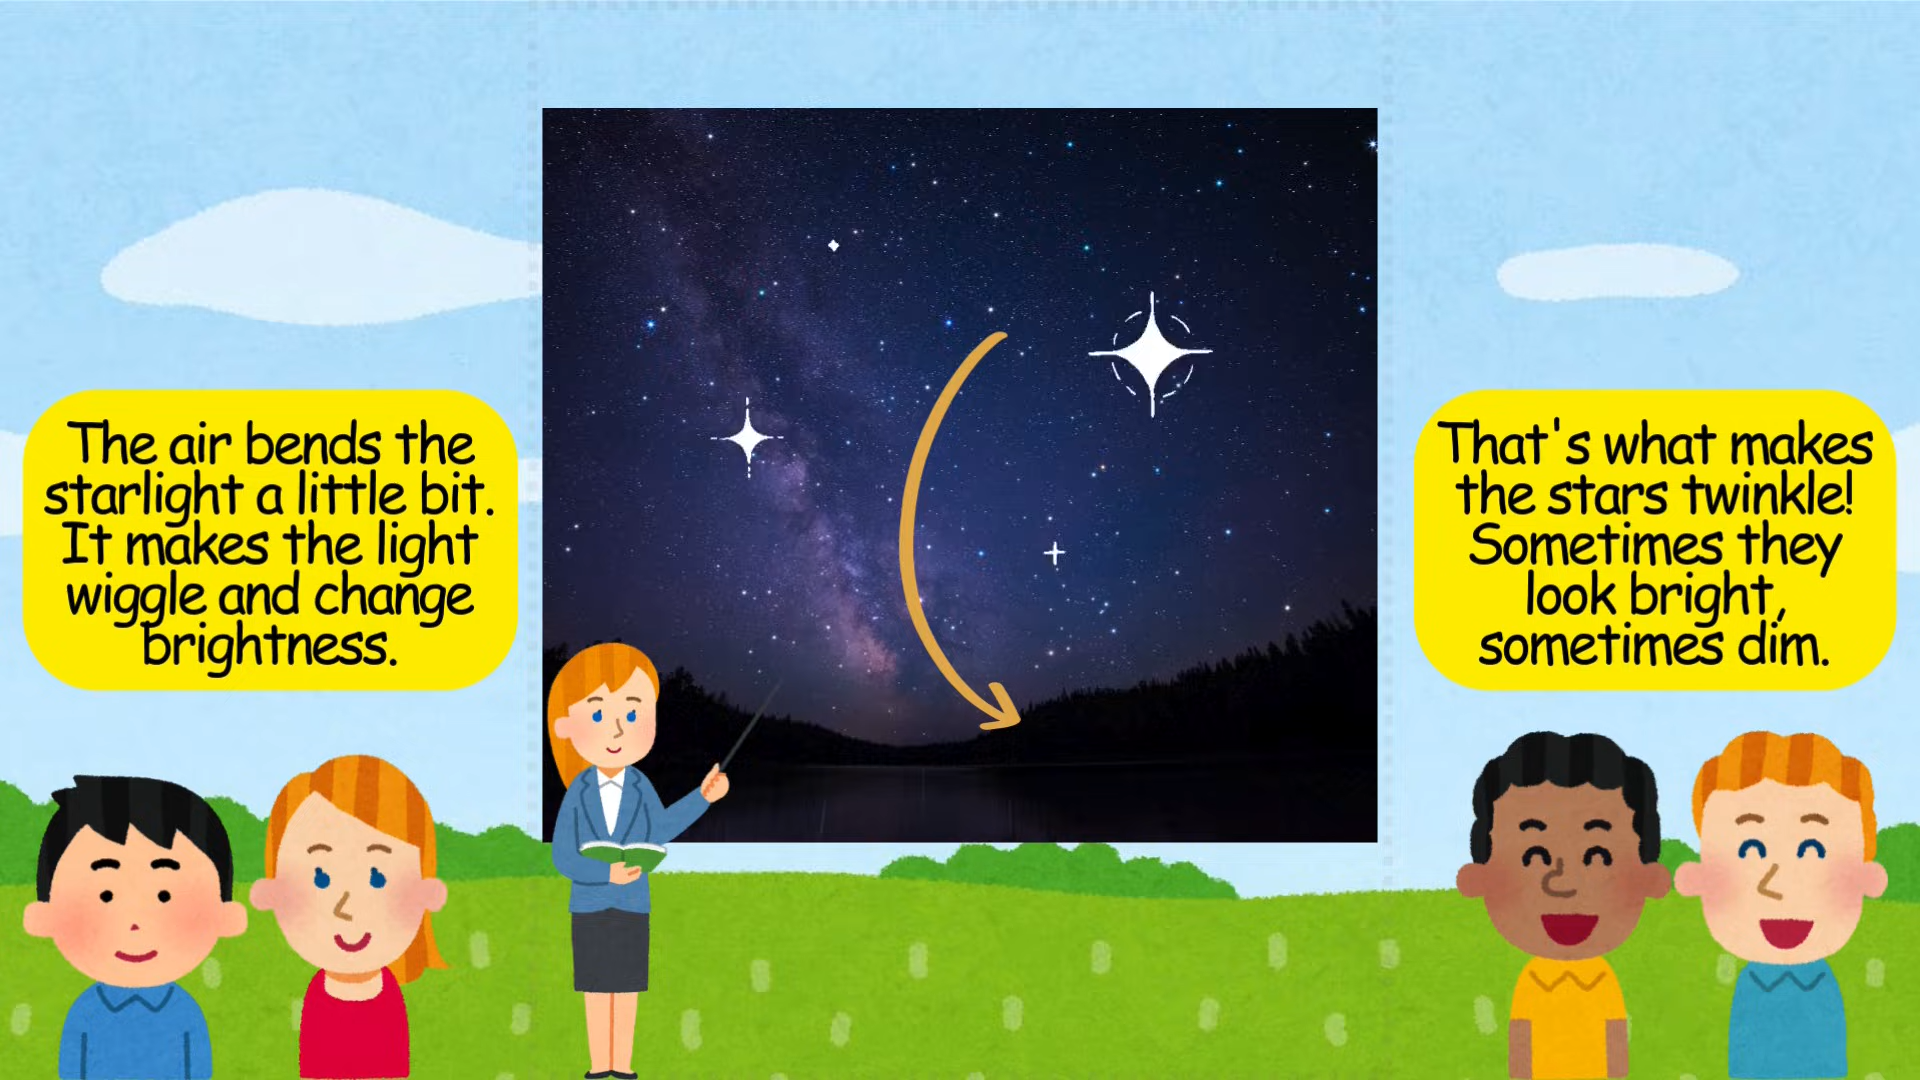 The air bends the
starlight a little bit.
It makes the light
wiggle and change
brightness.
That's what makes
the stars twinkle!
Sometimes they
look bright,
sometimes dim.